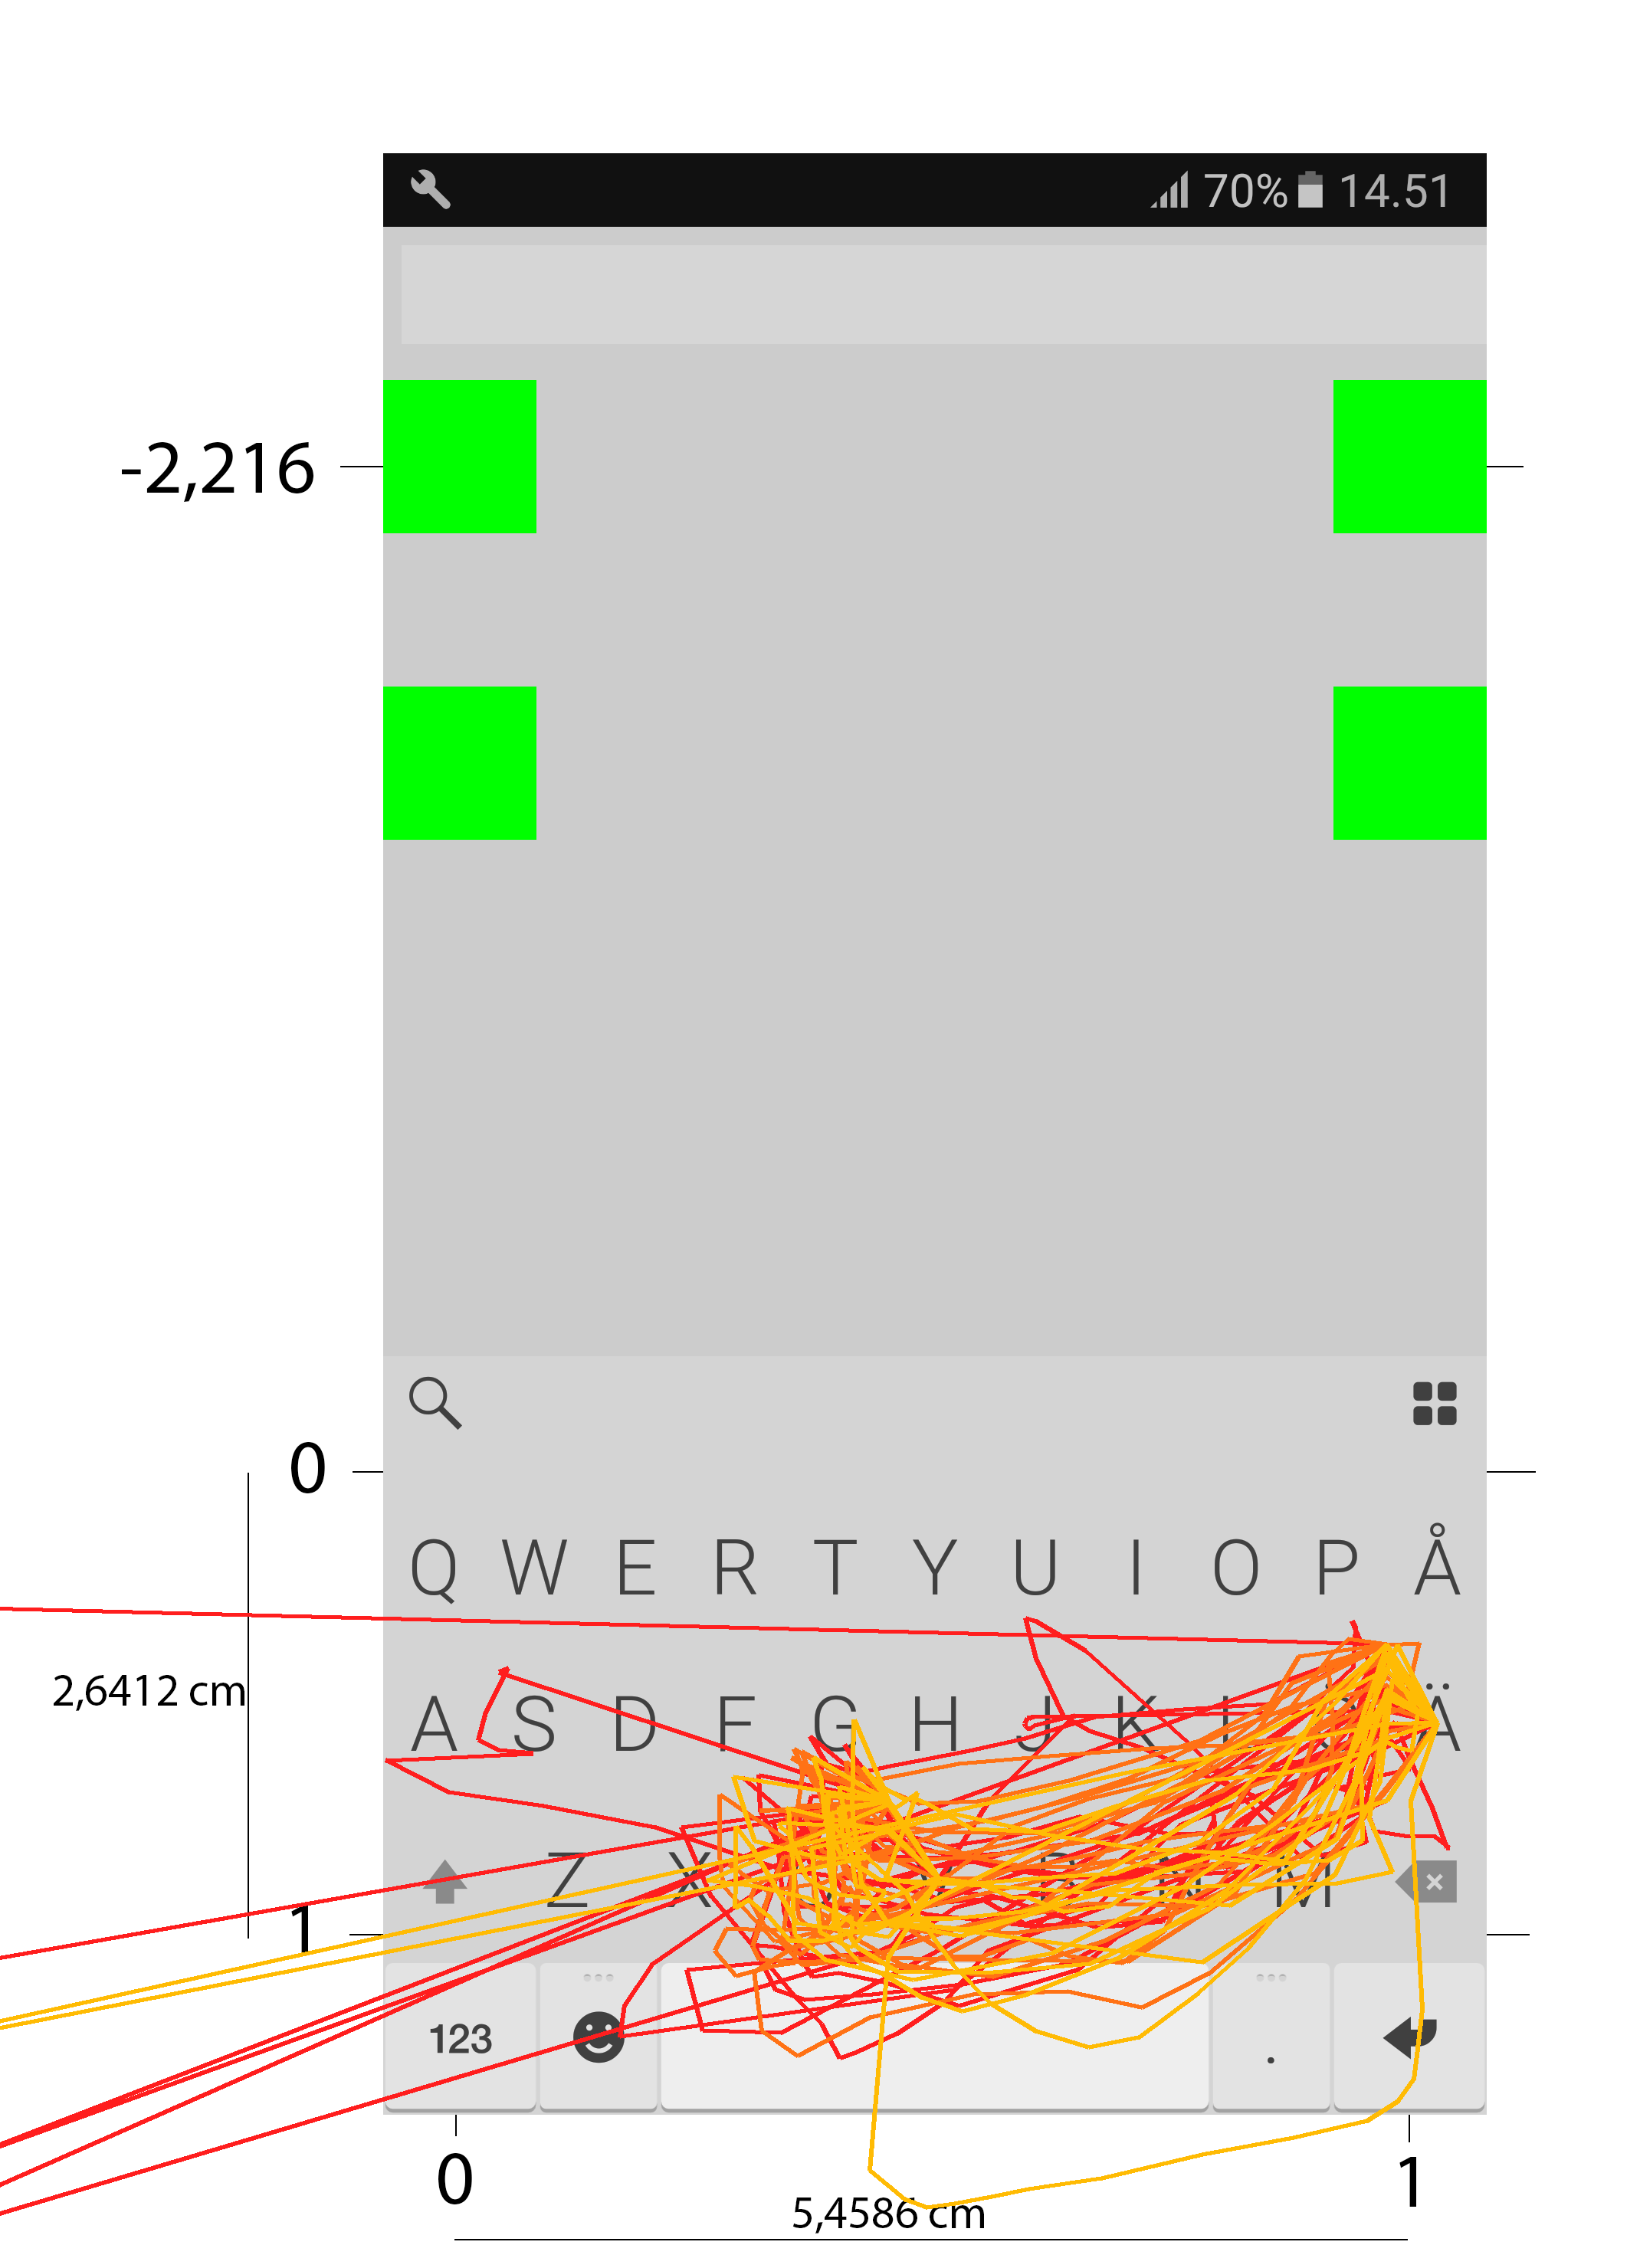 70% 14.51
-2,216
0
Q W E R T Y U I O P Å
2,6412 cm
A S D F G H J K L Ä
Z X V B N M
1
123 .
0 1
5,4586 cm